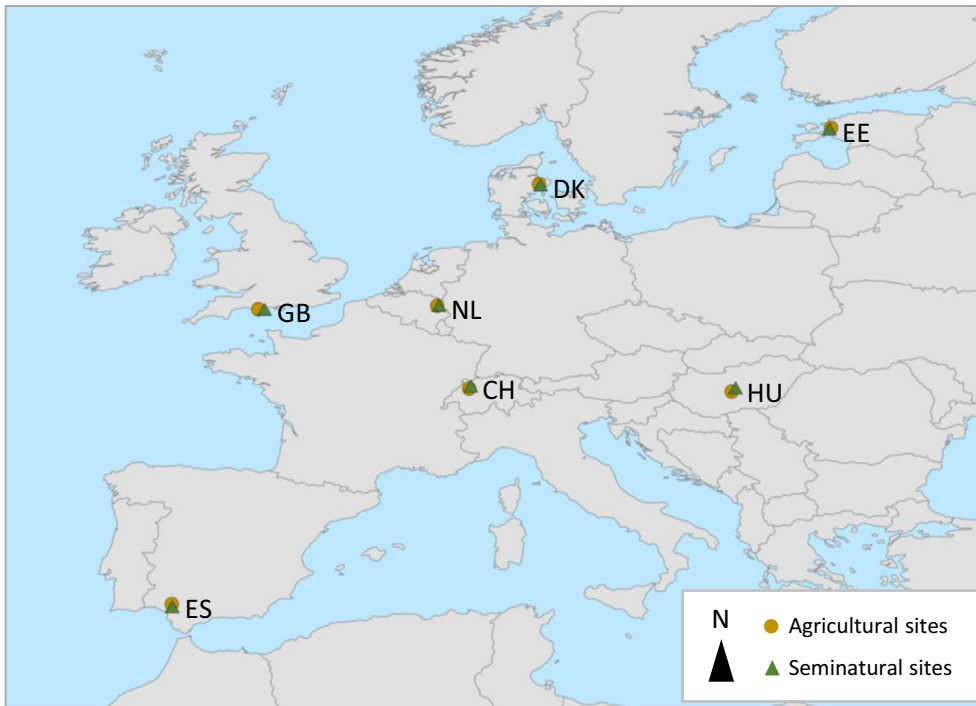 EE
DK
GB
NL
CH
HU
ES
N
Agricultural sites
Seminatural sites